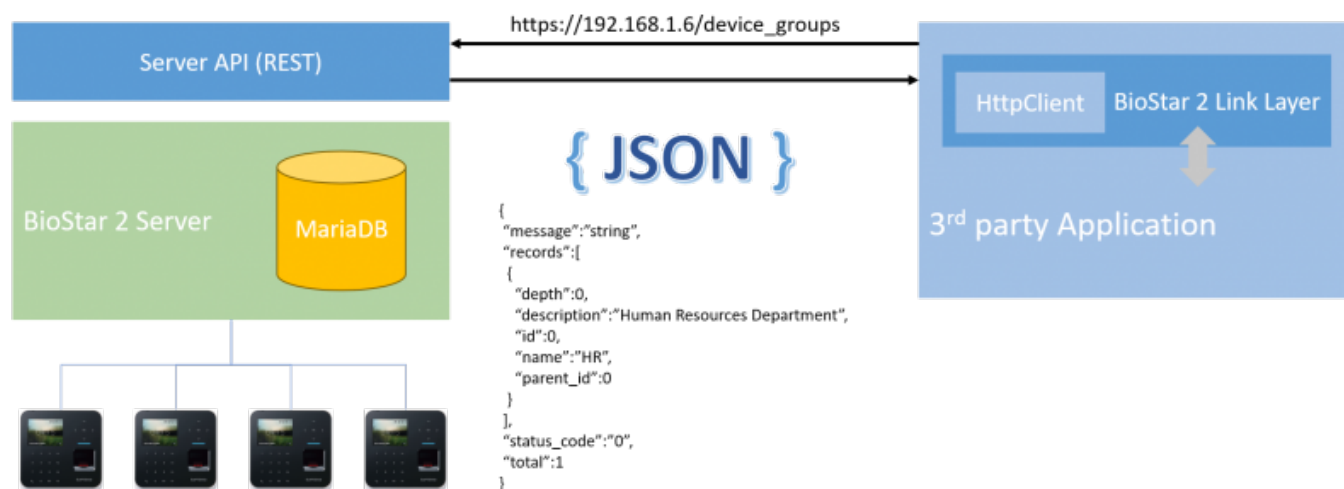 https://192.168.1.6/device_groups
Server API (REST)
HttpClient
BioStar 2 Link Layer
{ JSON }
BioStar 2 Server
MariaDB
3rd party Application
{
“message”:”string”,
“records”:[
{
“depth”:0,
“description”:”Human Resources Department”,
“id”:0,
“name”:”HR”,
“parent_id”:0
}
],
“status_code”:”0”,
“total”:1
}